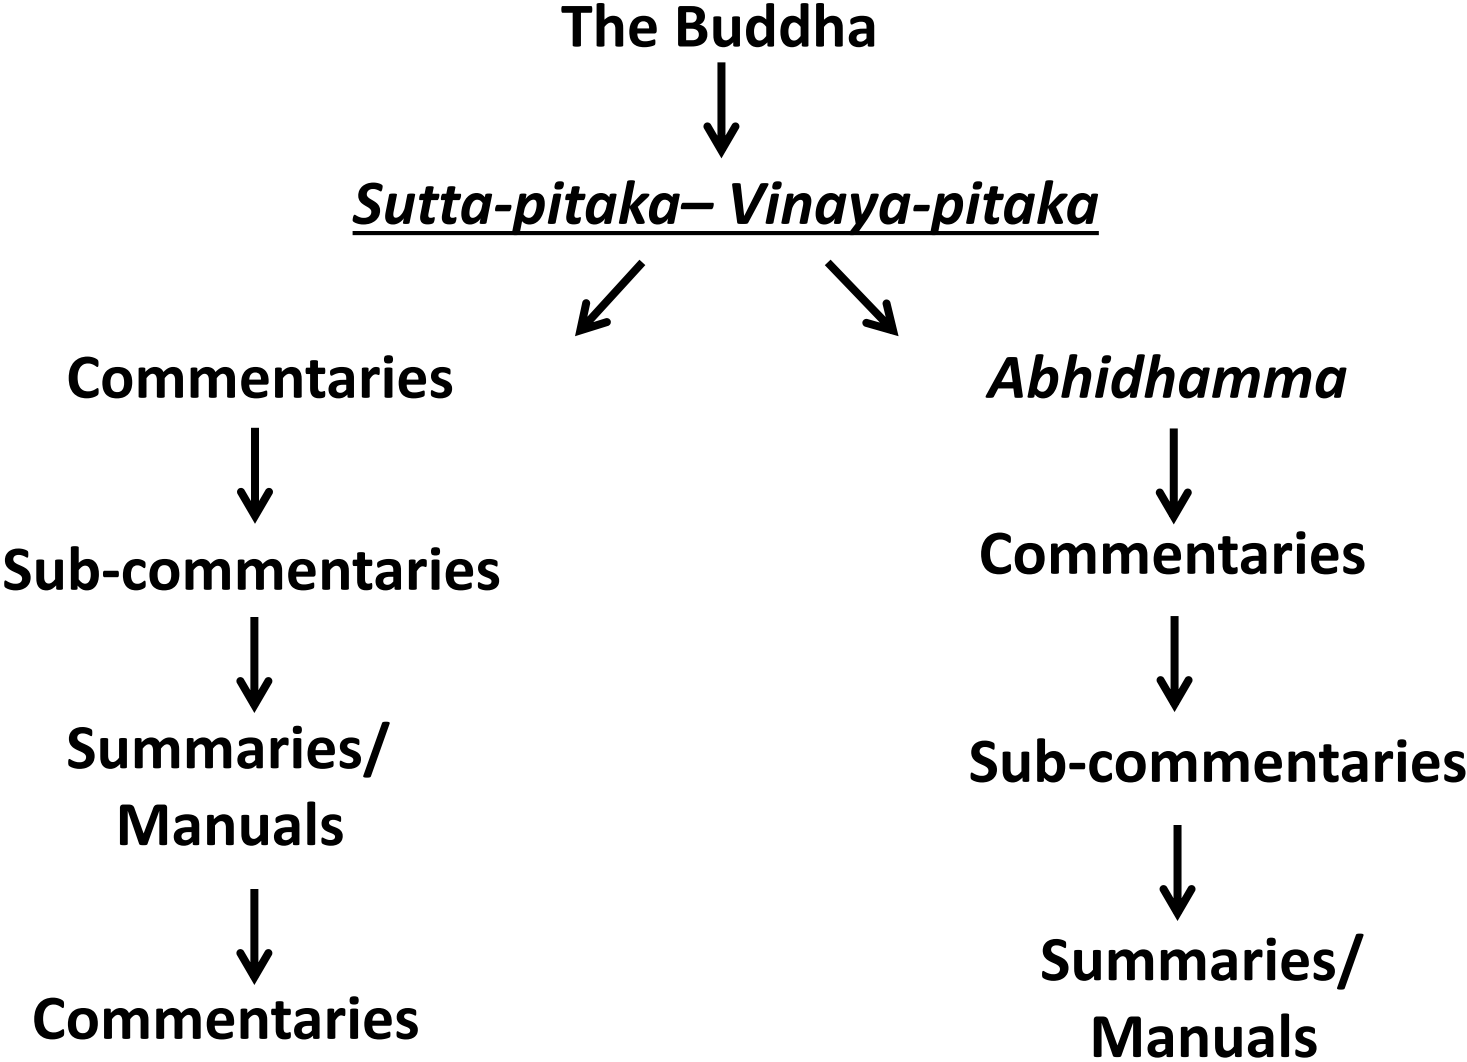 The Buddha
Sutta-pitaka– Vinaya-pitaka
Commentaries
Sub-commentaries
Summaries/
Manuals
Commentaries
Abhidhamma
Commentaries
Sub-commentaries
Summaries/
Manuals